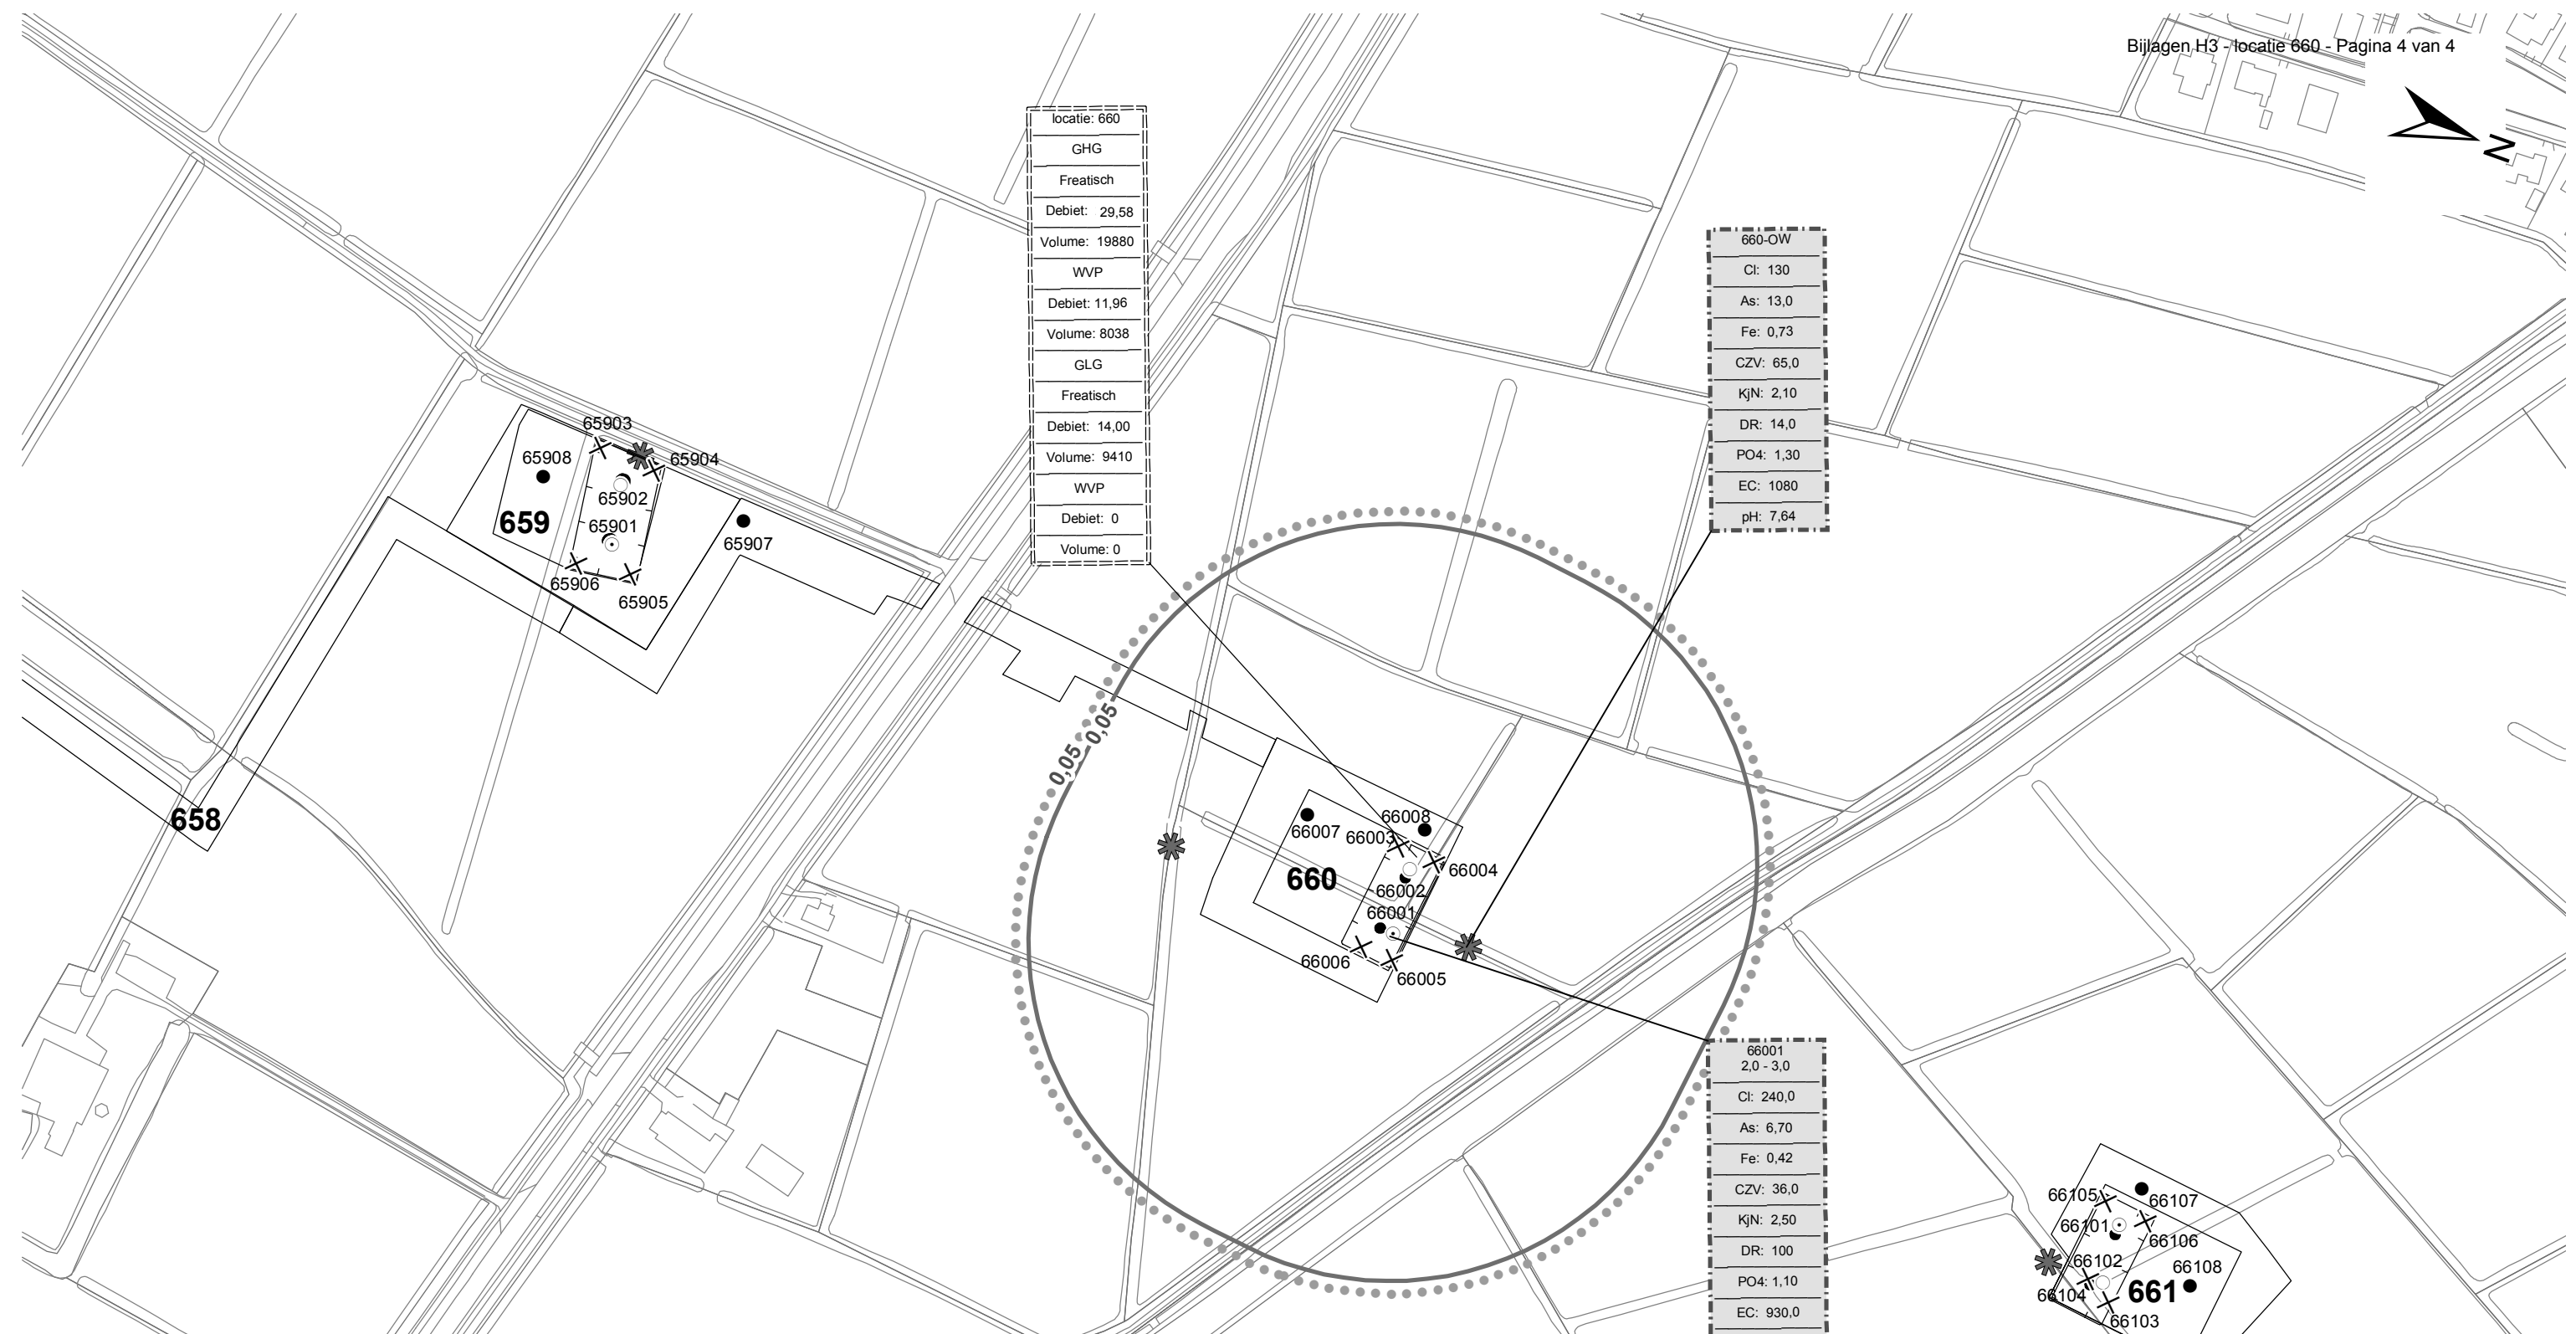 Bijlagen H3 - locatie 660 - Pagina 4 van 4
N
locatie: 660
GHG
Freatisch
Debiet: 29,58
Volume: 19880
WVP
Debiet: 11,96
Volume: 8038
GLG
Freatisch
Debiet: 14,00
Volume: 9410
WVP
Debiet: 0
Volume: 0
660-OW
Cl: 130
As: 13,0
Fe: 0,73
CZV: 65,0
KjN: 2,10
DR: 14,0
PO4: 1,30
EC: 1080
pH: 7,64
65903
65908
65904
65902
659
65901
65907
65906
65905
658
0,05
0,05
66008
66007
66003
66004
660
66002
66001
66006
66005
66001
2,0 - 3,0
Cl: 240,0
As: 6,70
Fe: 0,42
CZV: 36,0
KjN: 2,50
DR: 100
PO4: 1,10
EC: 930,0
66105
66107
66101
66106
66102
66108
66104
661
66103